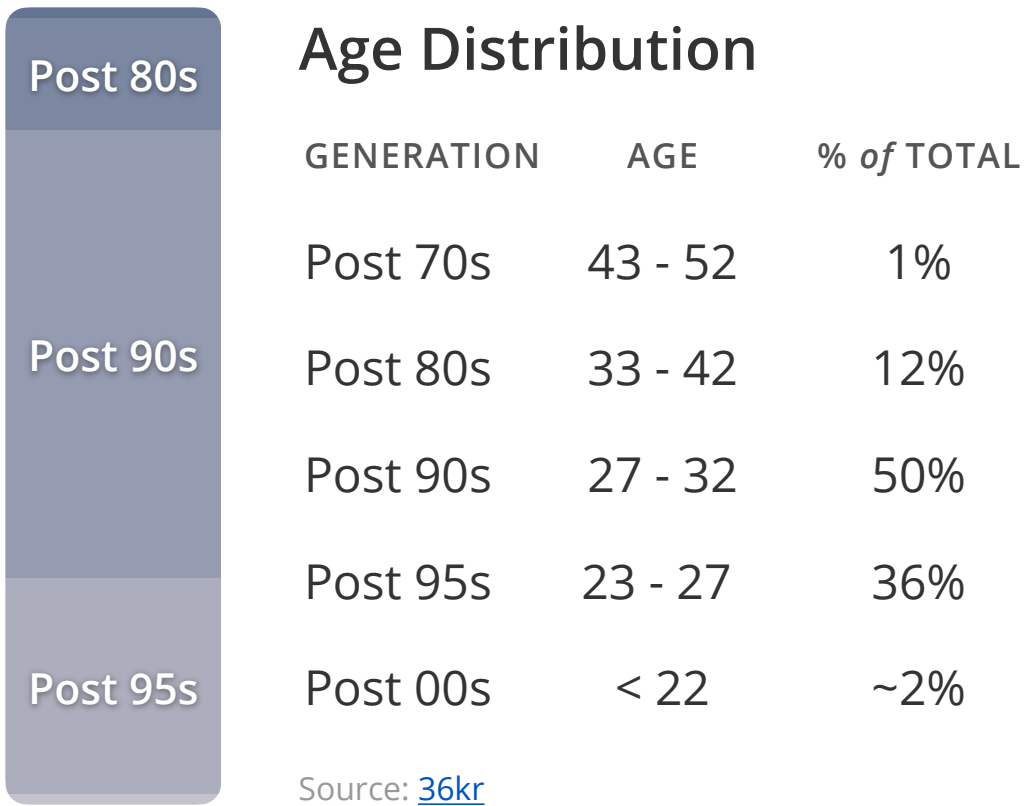 Age Distribution
GENERATION AGE % of TOTAL
Post 70s 43 - 52 1%
Post 80s 33 - 42 12%
Post 90s 27 - 32 50%
Post 95s 23 - 27 36%
Post 00s < 22 ~2%
Source: 36kr
Post 80s
Post 90s
Post 95s